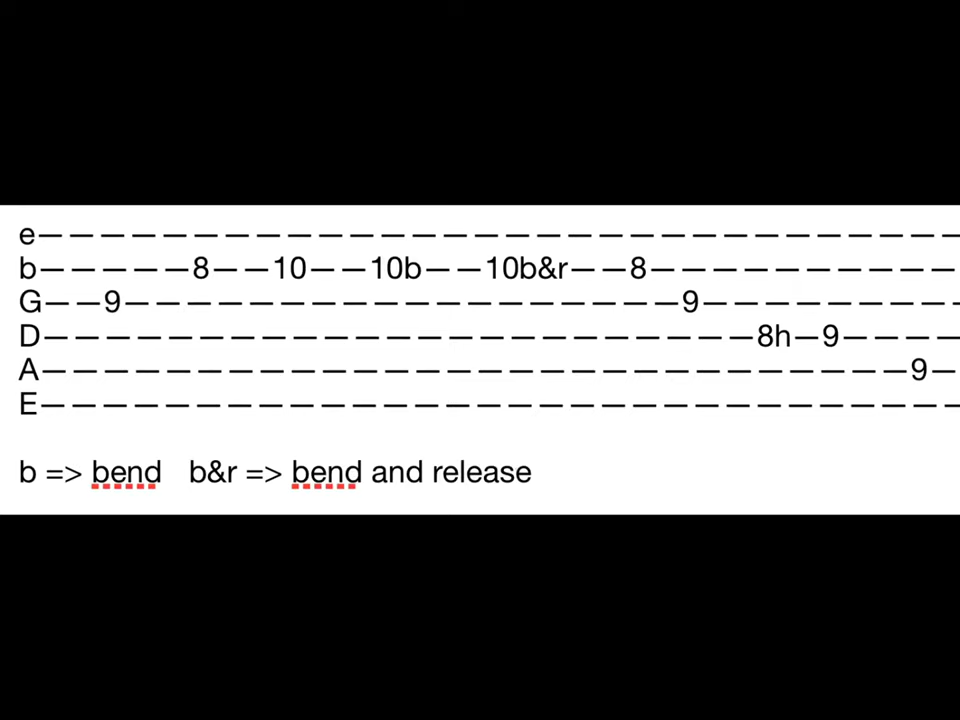 e——————————————————————————————
b—————8——10——10b——10b&r——8——————————
G——9——————————————————9—————————
D———————————————————————8h—9————
A————————————————————————————9—
E——————————————————————————————
b => bend b&r => bend and release